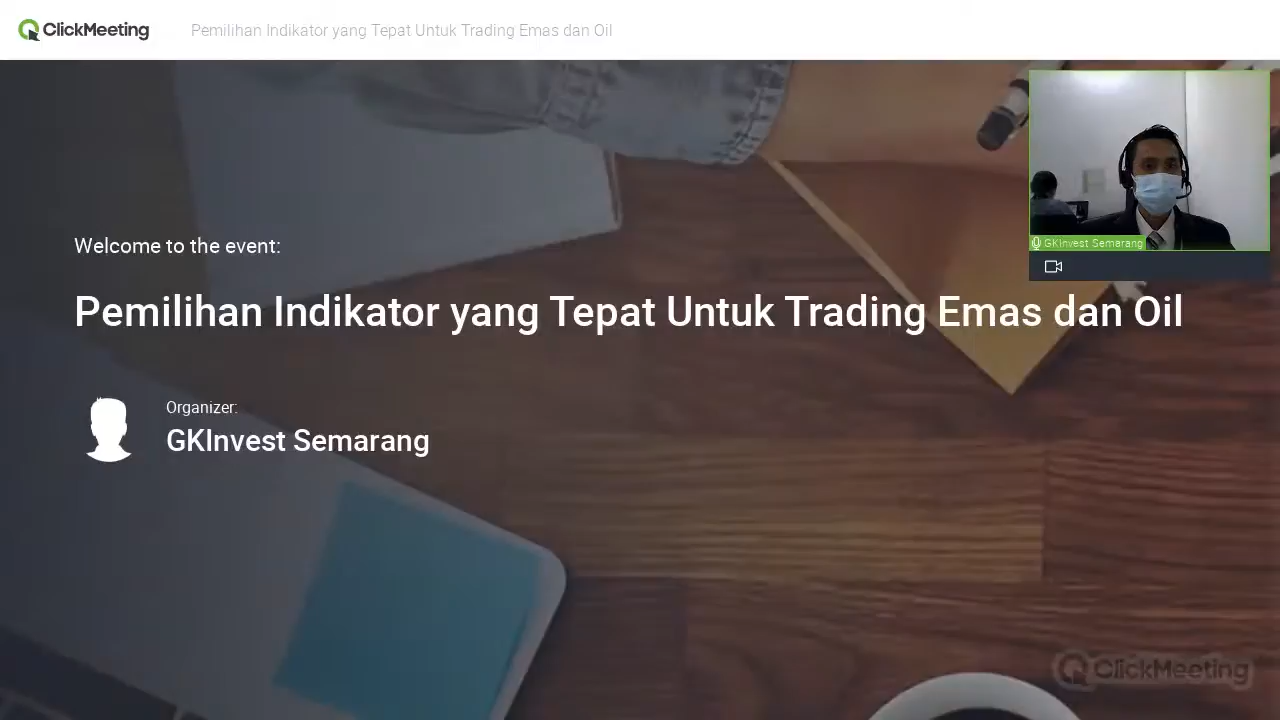 ClickMeeting
Pemilihan Indikator yang Tepat Untuk Trading Emas dan Oil
GKInvest Semarang
Welcome to the event:
Pemilihan Indikator yang Tepat Untuk Trading Emas dan Oil
Organizer:
GKInvest Semarang
ClickMeeting